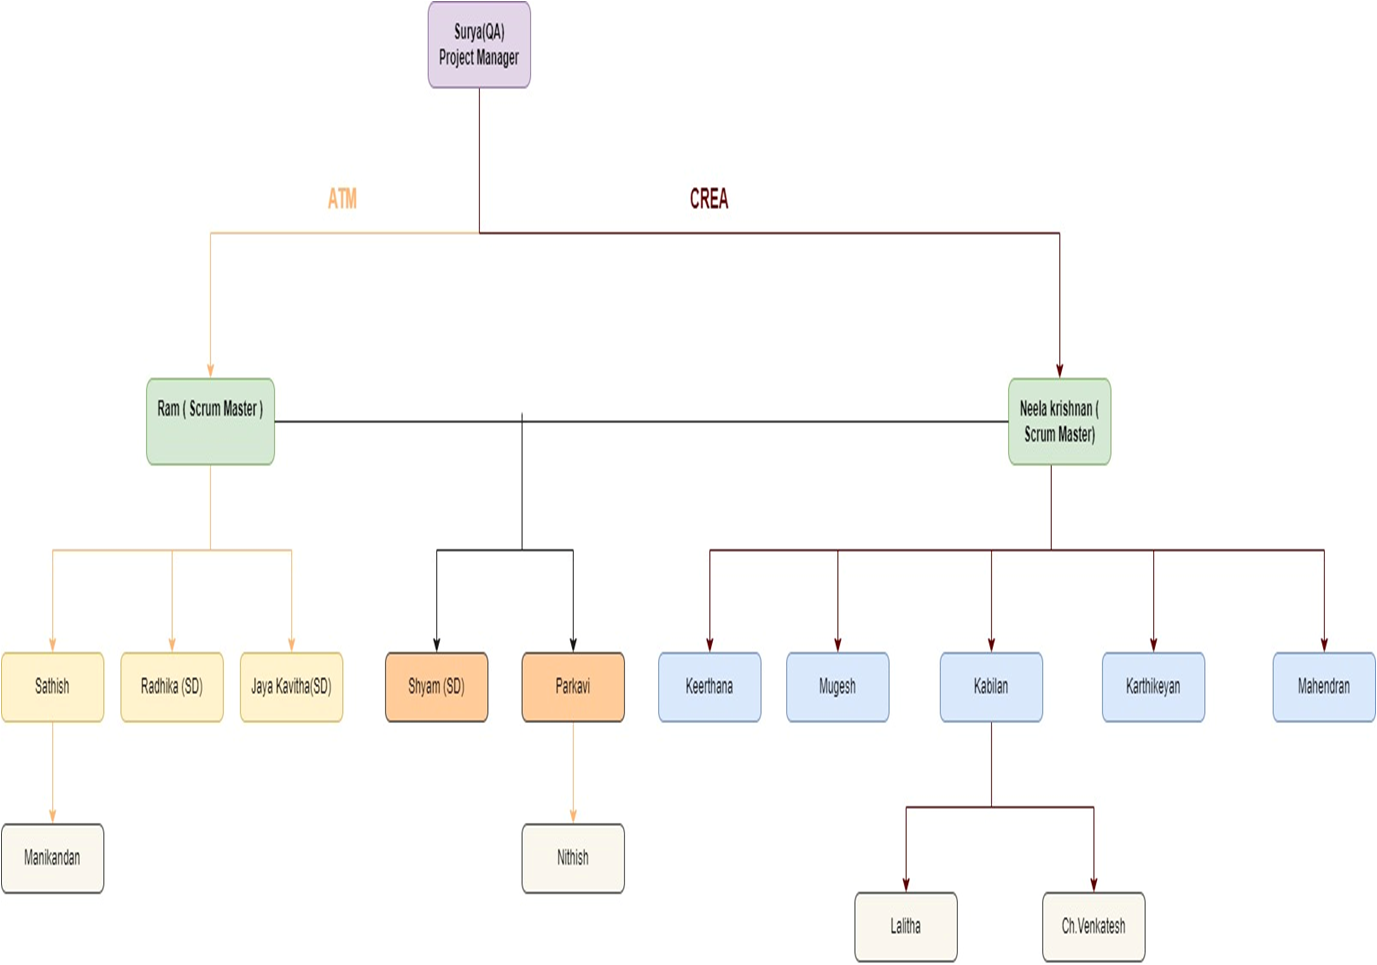 Surya(QA)
Project Manager
ATM
CREA
Ram ( Scrum Master )
Neela krishnan (
Scrum Master)
Sathish
Radhika (SD)
Jaya Kavitha(SD)
Shyam (SD)
Parkavi
Keerthana
Mugesh
Kabilan
Karthikeyan
Mahendran
Manikandan
Nithish
Lalitha
Ch.Venkatesh